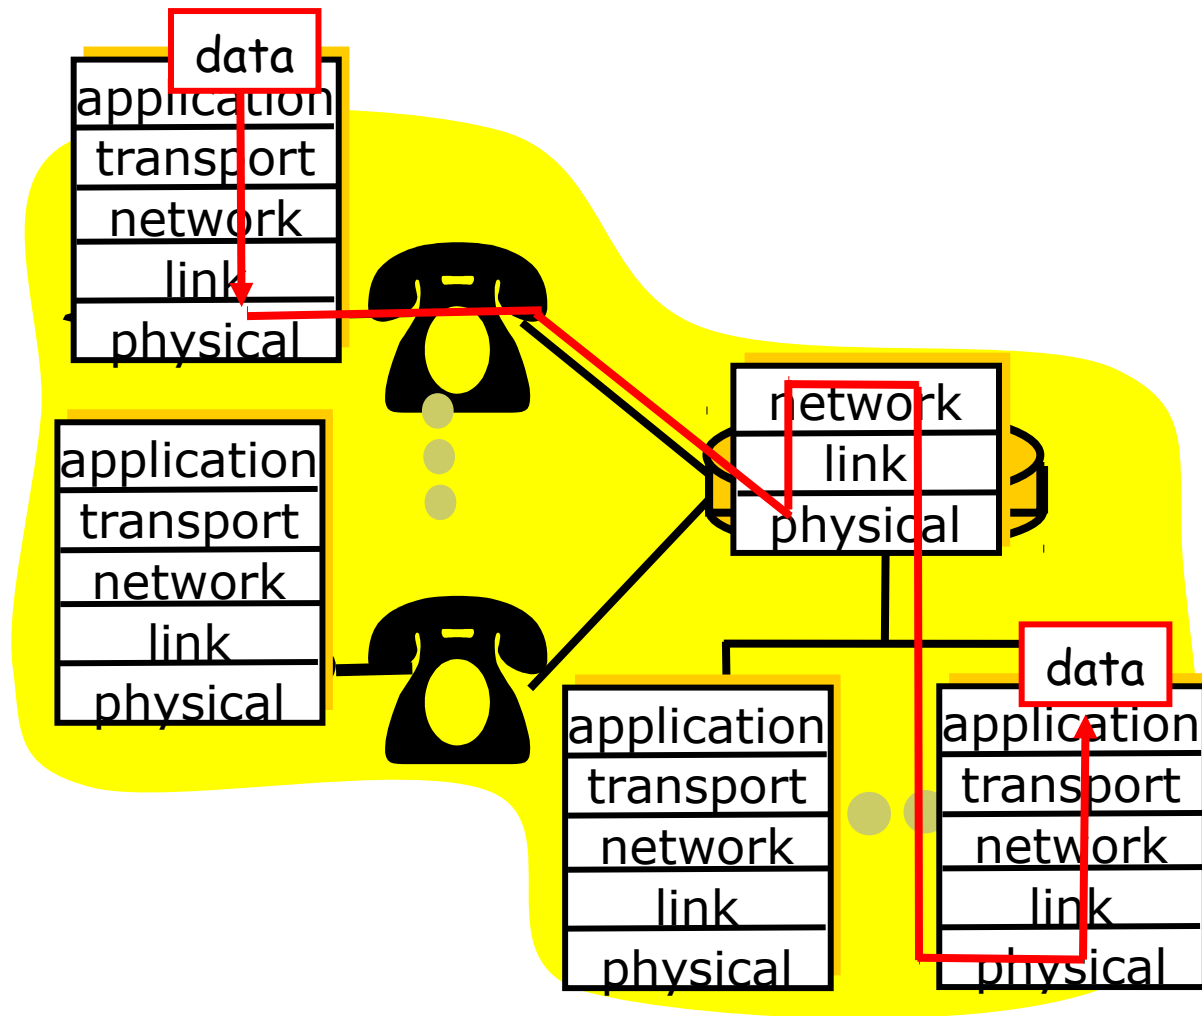 data
application
transport
network
link
physical
application
transport
network
link
physical
network
link
physical
application
transport
network
link
physical
data
application
transport
network
link
physical